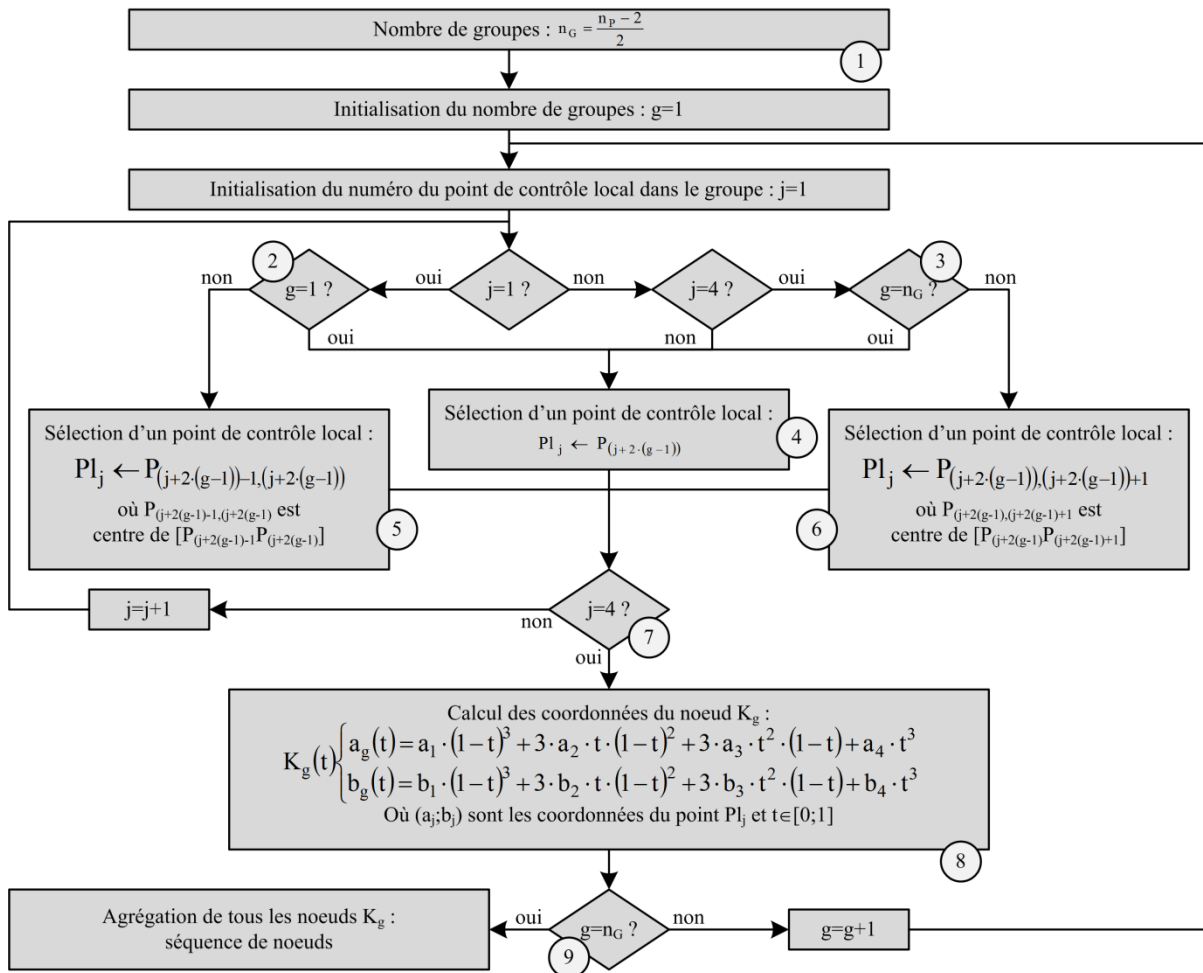 Nombre de groupes : n_G = (n_P − 2)/2
1
Initialisation du nombre de groupes : g=1
Initialisation du numéro du point de contrôle local dans le groupe : j=1
2
3
non
g=1 ?
oui
j=1 ?
non
j=4 ?
oui
g=n_G ?
non
oui
non
oui
Sélection d’un point de contrôle local :
Pl_j ← P_(j+2·(g−1))−1,(j+2·(g−1))
où P_(j+2(g-1)-1,(j+2(g-1) est
centre de [P_(j+2(g-1)-1P_(j+2(g-1)]
5
Sélection d’un point de contrôle local :
Pl_j ← P_(j+2·(g−1))
4
Sélection d’un point de contrôle local :
Pl_j ← P_(j+2·(g−1)),(j+2·(g−1))+1
où P_(j+2(g-1),(j+2(g-1)+1 est
centre de [P_(j+2(g-1)P_(j+2(g-1)+1]
6
j=j+1
non
j=4 ?
7
oui
Calcul des coordonnées du noeud K_g :
K_g(t)
a_g(t) = a_1·(1−t)^3 + 3·a_2·t·(1−t)^2 + 3·a_3·t^2·(1−t) + a_4·t^3
b_g(t) = b_1·(1−t)^3 + 3·b_2·t·(1−t)^2 + 3·b_3·t^2·(1−t) + b_4·t^3
Où (a_j;b_j) sont les coordonnées du point Pl_j et t∈[0;1]
8
Agrégation de tous les noeuds K_g :
séquence de noeuds
oui
g=n_G ?
9
non
g=g+1